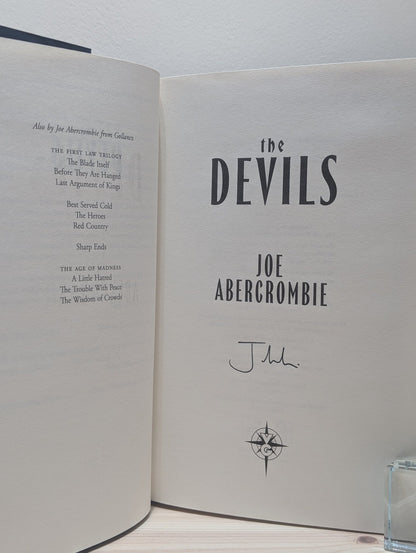 Also by Joe Abercrombie from Gollancz
THE FIRST LAW TRILOGY
The Blade Itself
Before They Are Hanged
Last Argument of Kings
Best Served Cold
The Heroes
Red Country
Sharp Ends
THE AGE OF MADNESS
A Little Hatred
The Trouble With Peace
The Wisdom of Crowds
the
DEVILS
JOE
ABERCROMBIE